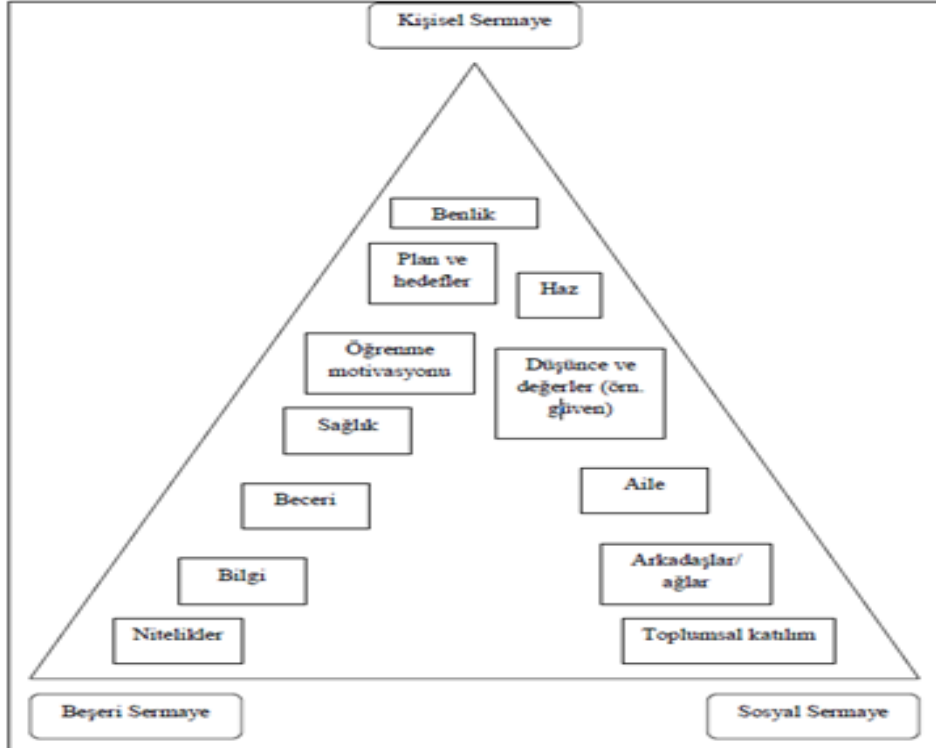 Kişisel Sermaye
Benlik
Plan ve
hedefler
Haz
Öğrenme
motivasyonu
Düşünce ve
değerler (örn.
güven)
Sağlık
Aile
Beceri
Arkadaşlar/
ağlar
Bilgi
Nitelikler
Toplumsal katılım
Beşeri Sermaye
Sosyal Sermaye